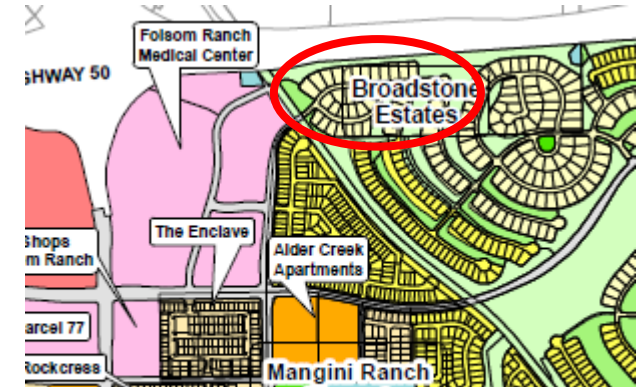 Folsom Ranch
Medical Center
GHWAY 50
Broadstone
Estates
The Enclave
Shops
m Ranch
Alder Creek
Apartments
arcel 77
Rockcress
Mangini Ranch